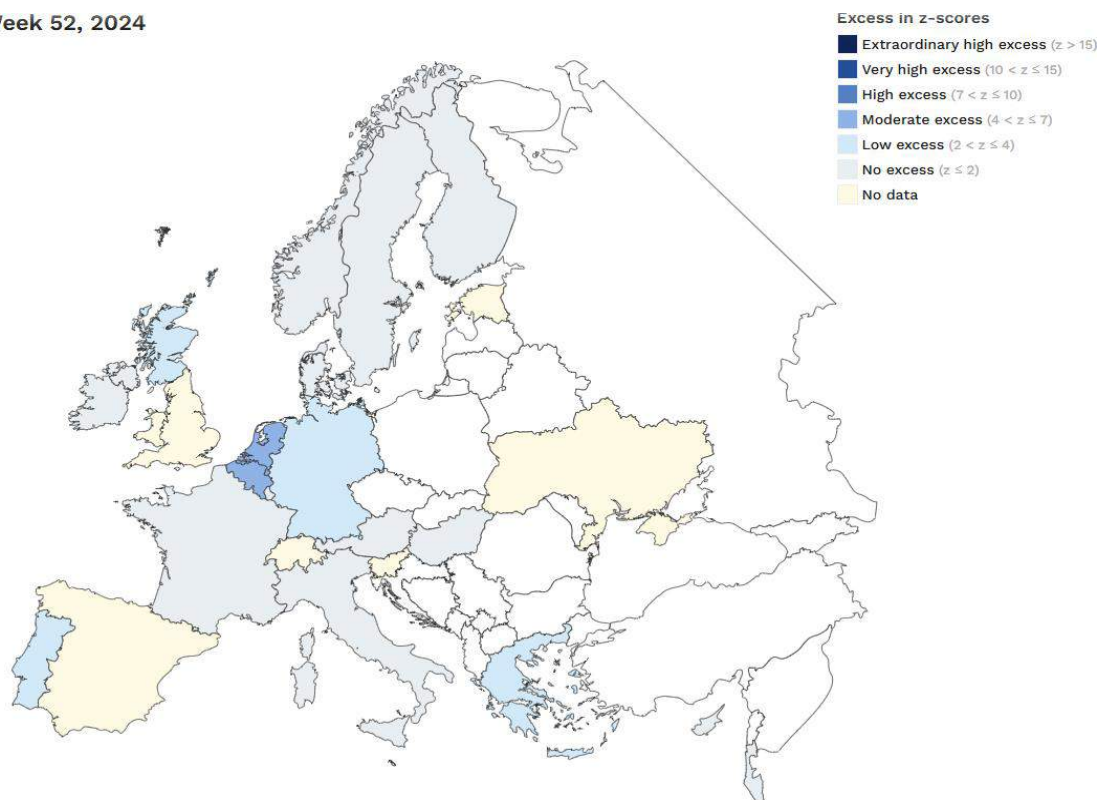 Week 52, 2024
Excess in z-scores
Extraordinary high excess (z > 15)
Very high excess (10 < z ≤ 15)
High excess (7 < z ≤ 10)
Moderate excess (4 < z ≤ 7)
Low excess (2 < z ≤ 4)
No excess (z ≤ 2)
No data